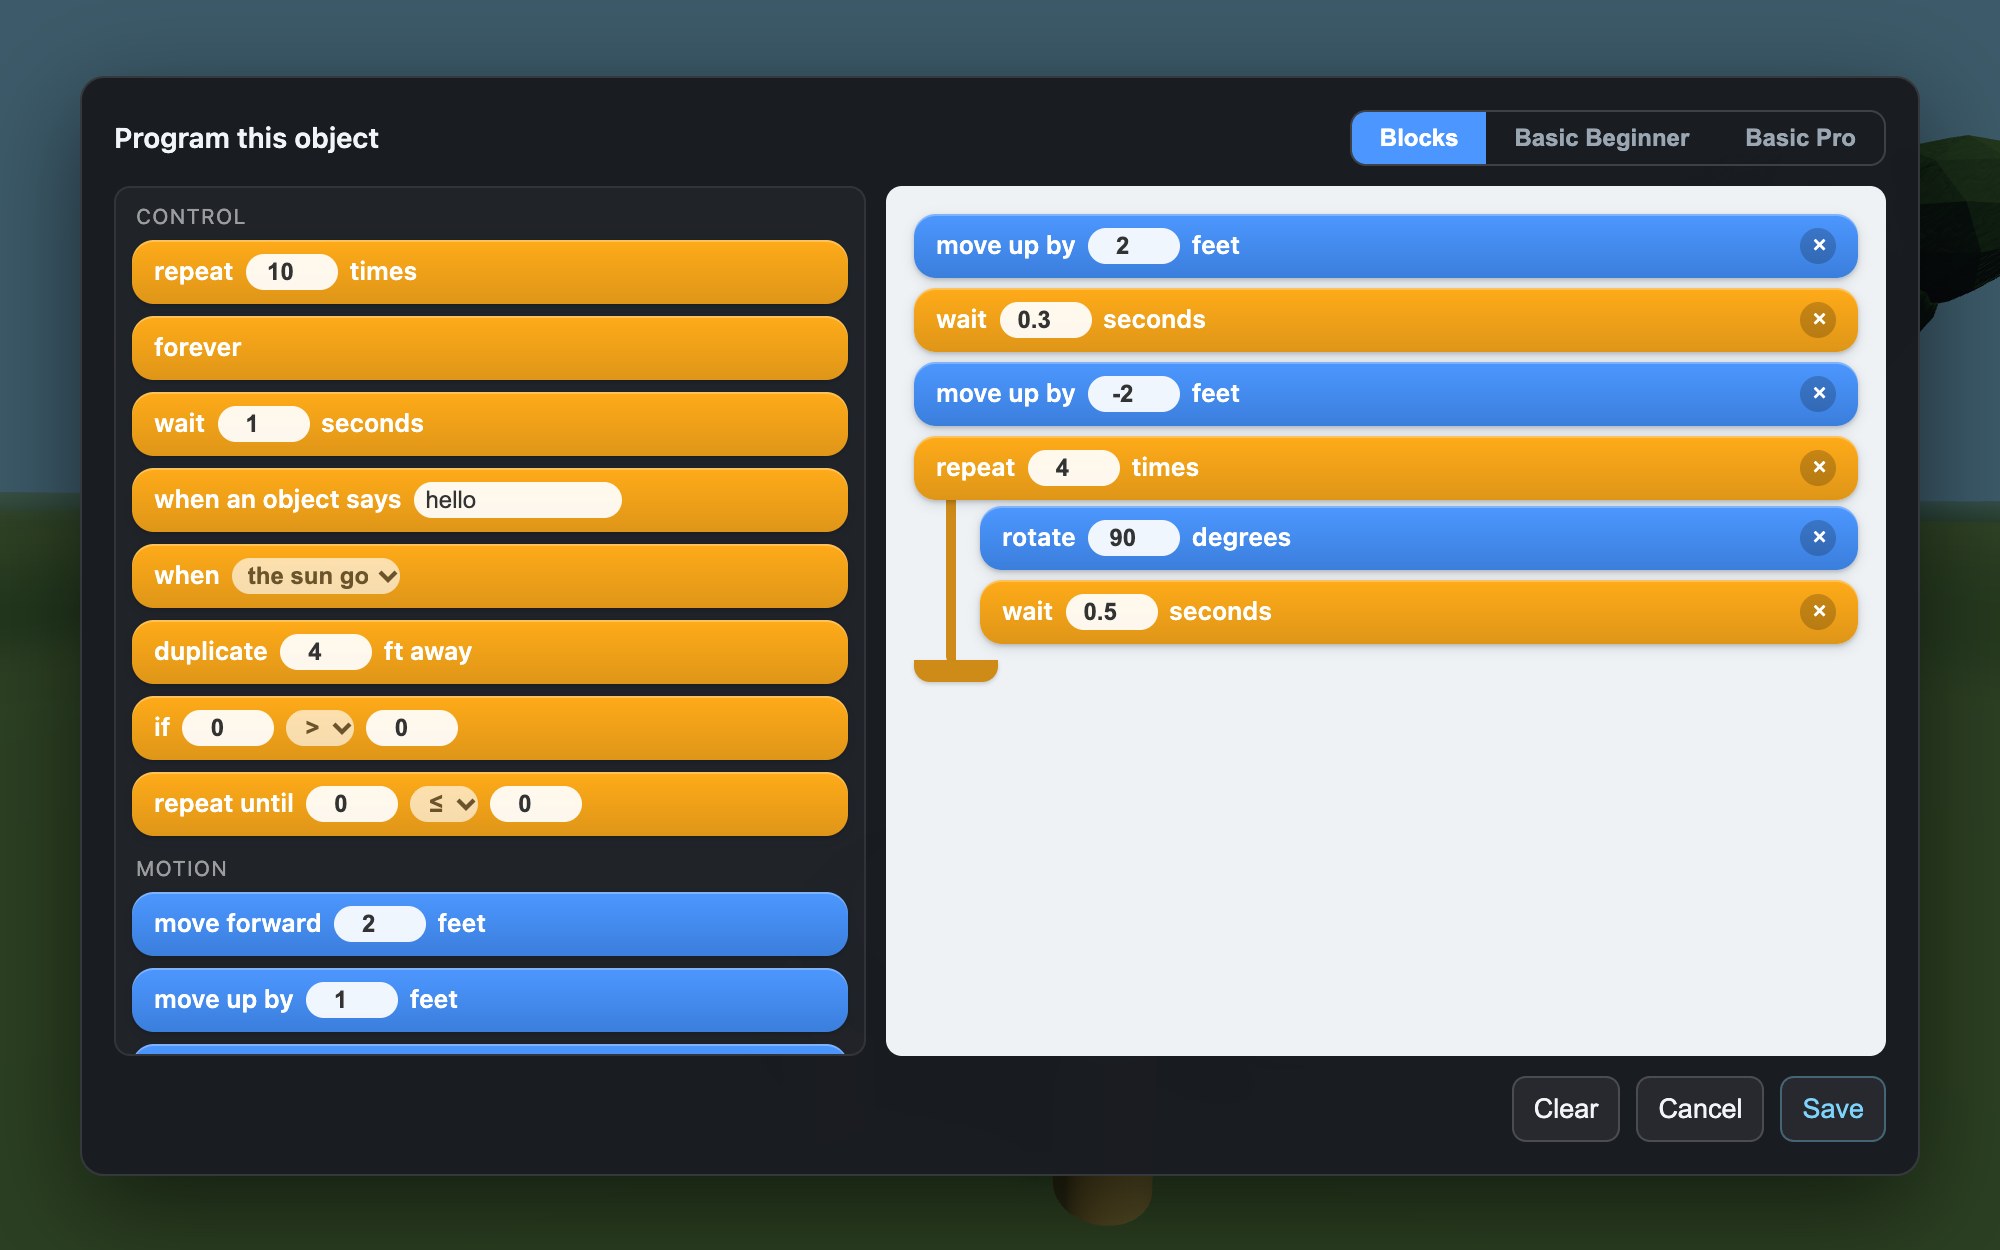 Program this object
Blocks
Basic Beginner
Basic Pro
CONTROL
repeat 10 times
forever
wait 1 seconds
when an object says hello
when the sun go
duplicate 4 ft away
if 0 > 0
repeat until 0 ≤ 0
MOTION
move forward 2 feet
move up by 1 feet
move up by 2 feet ×
wait 0.3 seconds ×
move up by -2 feet ×
repeat 4 times ×
rotate 90 degrees ×
wait 0.5 seconds ×
Clear
Cancel
Save